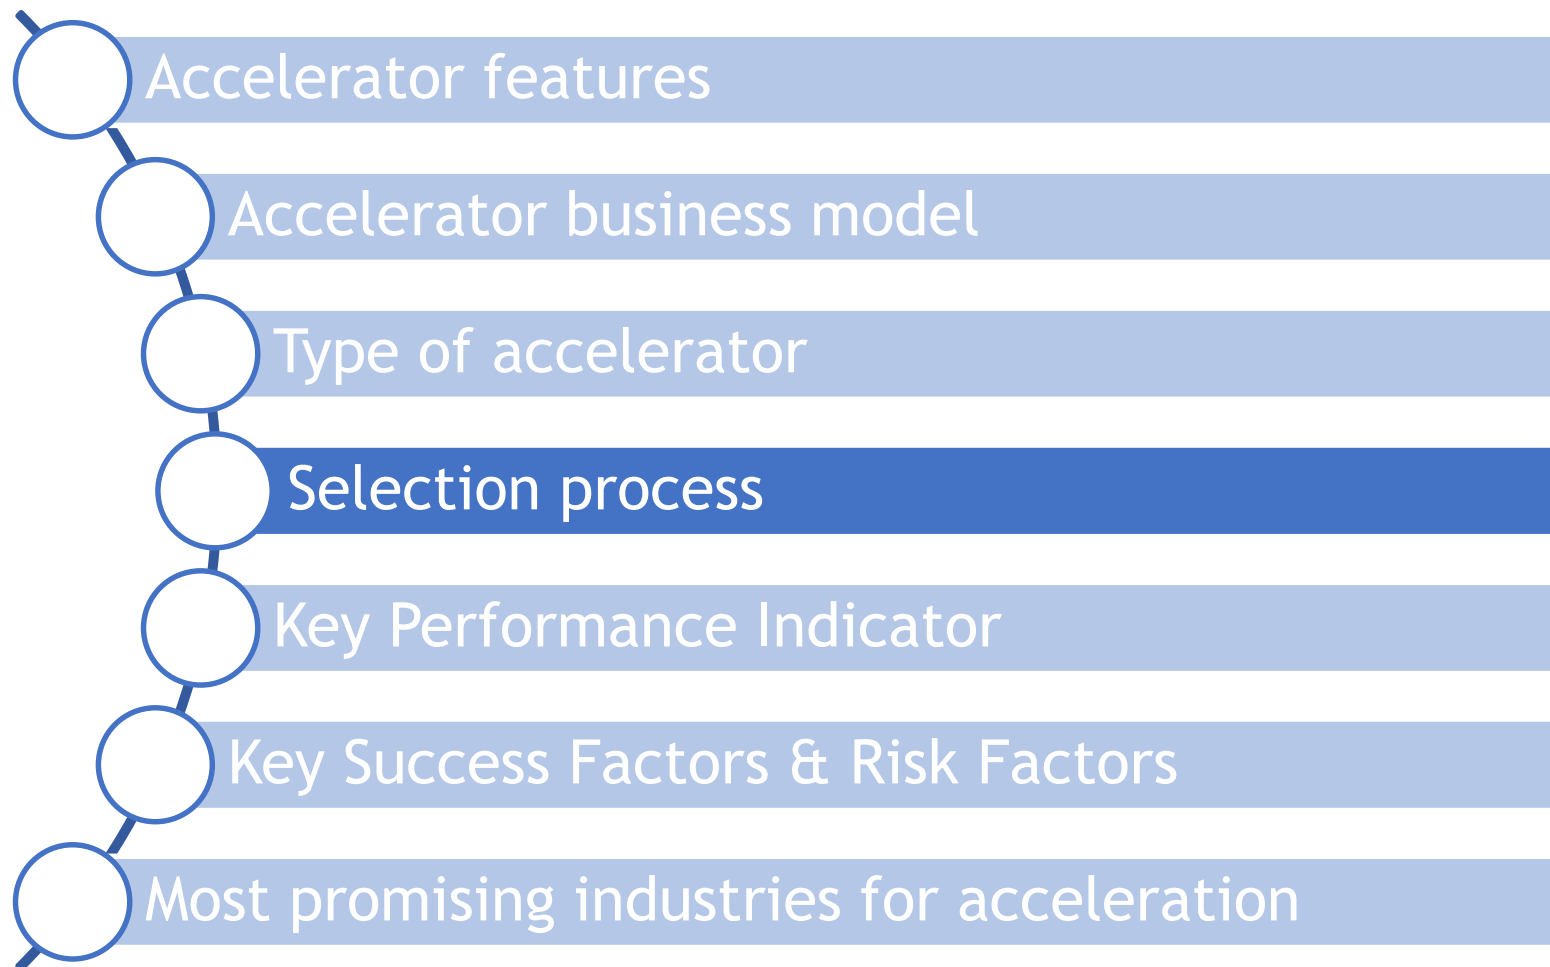 Accelerator features
Accelerator business model
Type of accelerator
Selection process
Key Performance Indicator
Key Success Factors & Risk Factors
Most promising industries for acceleration